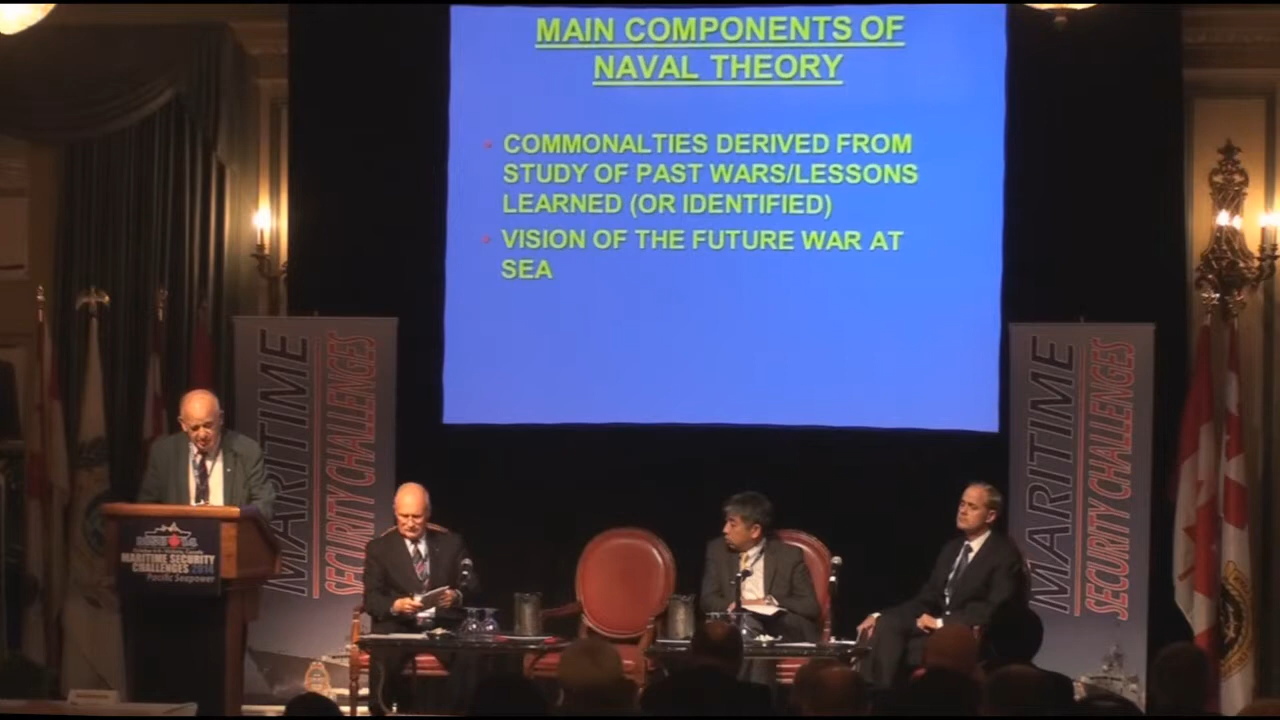 MAIN COMPONENTS OF
NAVAL THEORY
COMMONALTIES DERIVED FROM
STUDY OF PAST WARS/LESSONS
LEARNED (OR IDENTIFIED)
VISION OF THE FUTURE WAR AT
SEA
MARITIME
SECURITY CHALLENGES
MARITIME
SECURITY CHALLENGES
MARITIME SECURITY
CHALLENGES 2014
Pacific Seapower